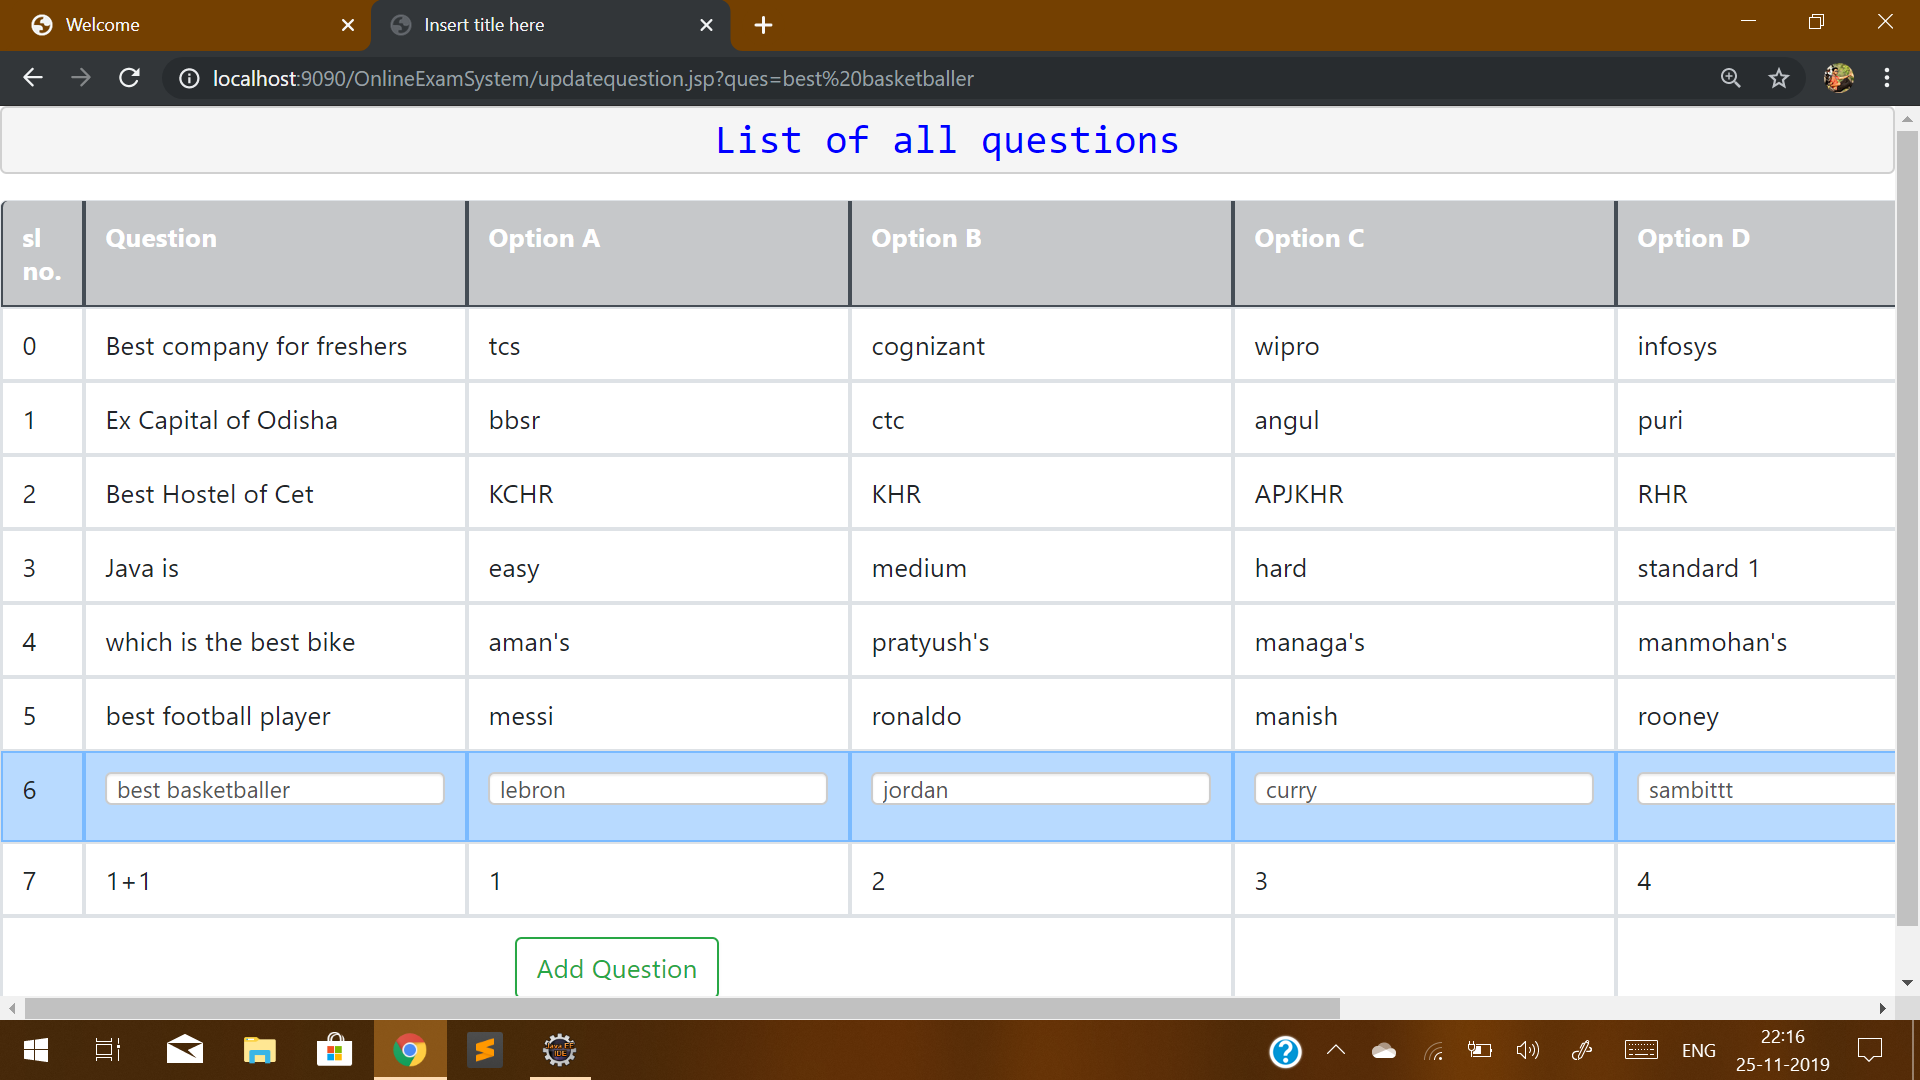 Welcome
Insert title here
localhost:9090/OnlineExamSystem/updatequestion.jsp?ques=best%20basketballer
List of all questions
sl no. Question Option A Option B Option C Option D
0 Best company for freshers tcs cognizant wipro infosys
1 Ex Capital of Odisha bbsr ctc angul puri
2 Best Hostel of Cet KCHR KHR APJKHR RHR
3 Java is easy medium hard standard 1
4 which is the best bike aman's pratyush's managa's manmohan's
5 best football player messi ronaldo manish rooney
6 best basketballer lebron jordan curry sambittt
7 1+1 1 2 3 4
Add Question
Java EE
IDE
ENG
22:16
25-11-2019